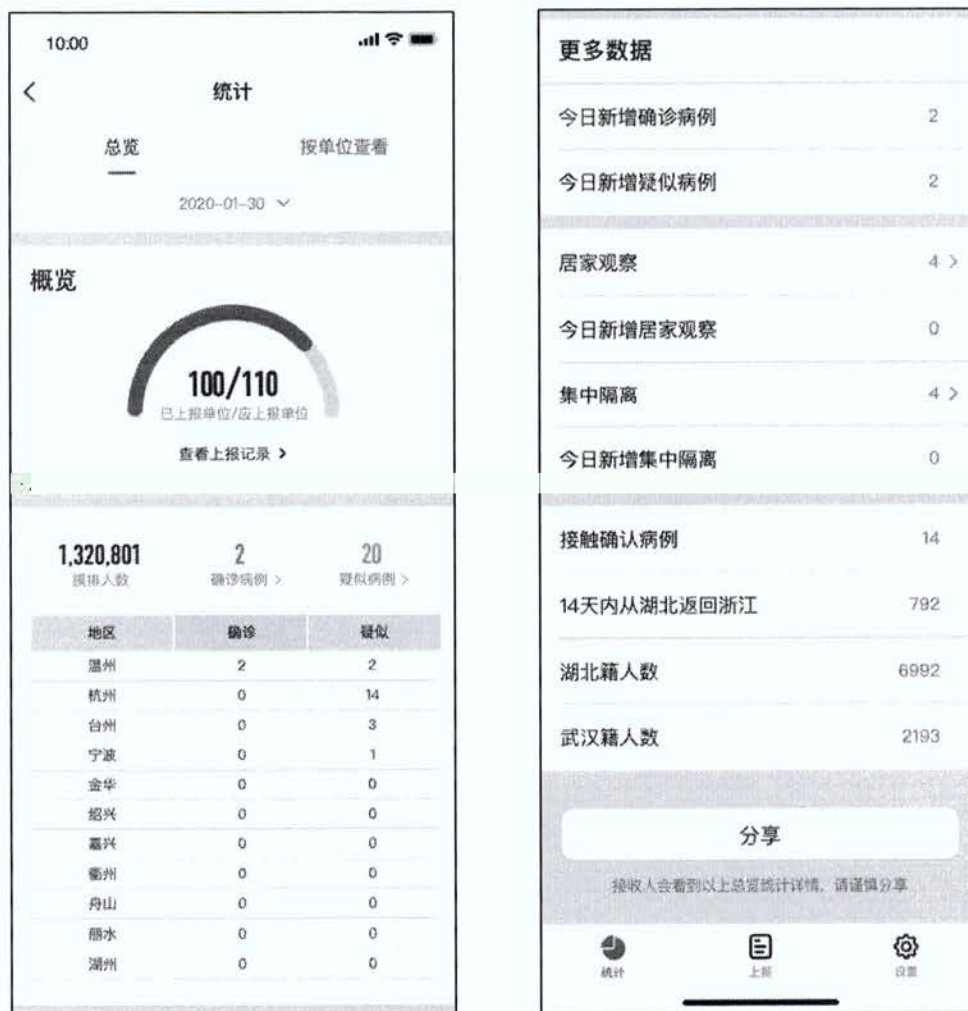 10:00
统计
总览 按单位查看
2020-01-30
概览
100/110
已上报单位/应上报单位
查看上报记录 >
1,320,801 2 20
摸排人数 确诊病例 > 疑似病例 >
地区 确诊 疑似
温州 2 2
杭州 0 14
台州 0 3
宁波 0 1
金华 0 0
绍兴 0 0
嘉兴 0 0
衢州 0 0
舟山 0 0
丽水 0 0
湖州 0 0
更多数据
今日新增确诊病例 2
今日新增疑似病例 2
居家观察 4 >
今日新增居家观察 0
集中隔离 4 >
今日新增集中隔离 0
接触确认病例 14
14天内从湖北返回浙江 792
湖北籍人数 6992
武汉籍人数 2193
分享
接收人会看到以上总览统计详情，请谨慎分享
统计 上报 设置